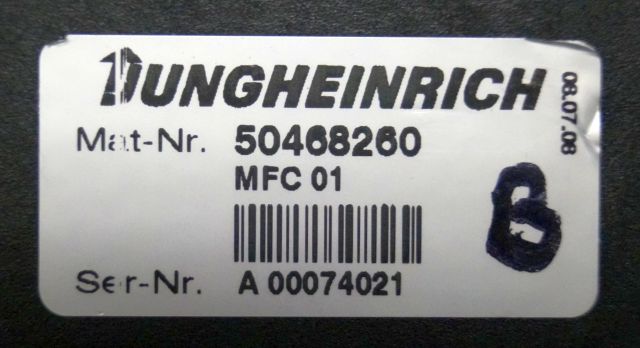 JUNGHEINRICH
08.07.08
Mat-Nr. 50468260
MFC 01
B
Ser-Nr. A 00074021